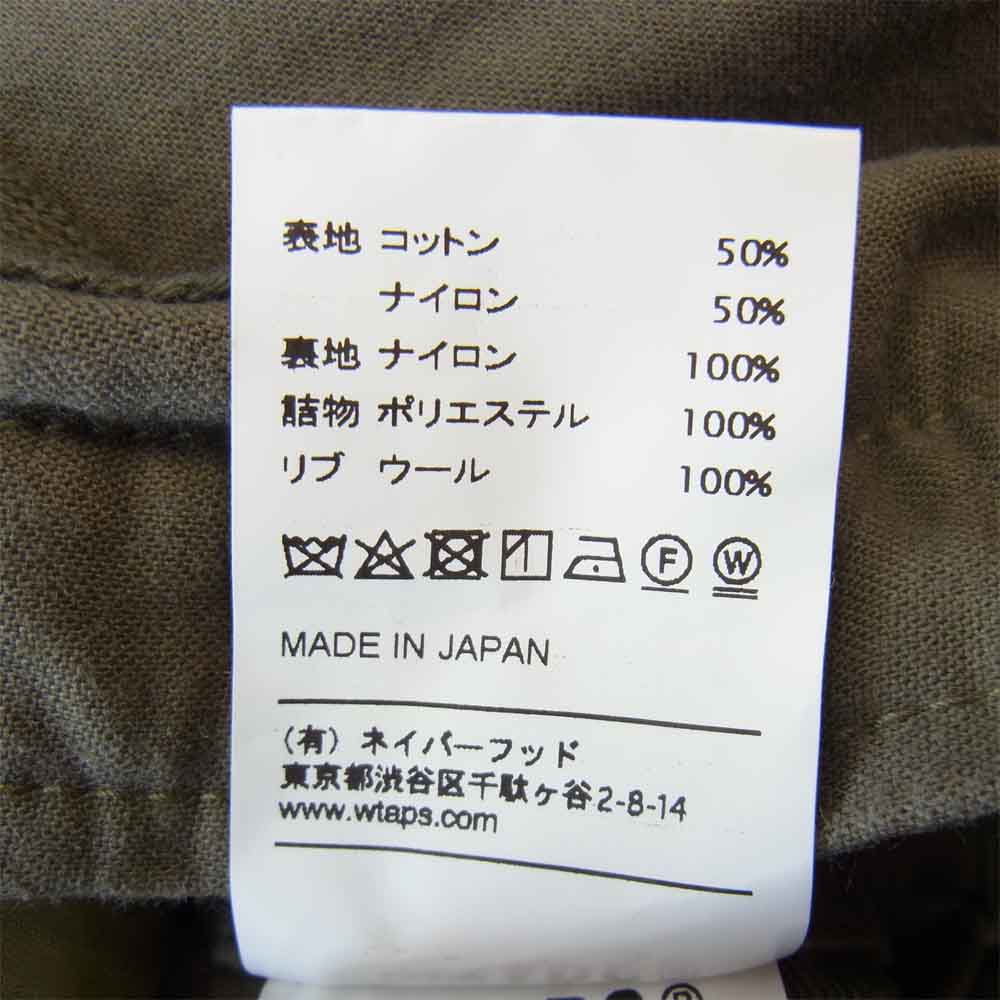 表地 コットン 50%
ナイロン 50%
裏地 ナイロン 100%
詰物 ポリエステル 100%
リブ ウール 100%
F W
MADE IN JAPAN
(有) ネイバーフッド
東京都渋谷区千駄ヶ谷2-8-14
www.wtaps.com